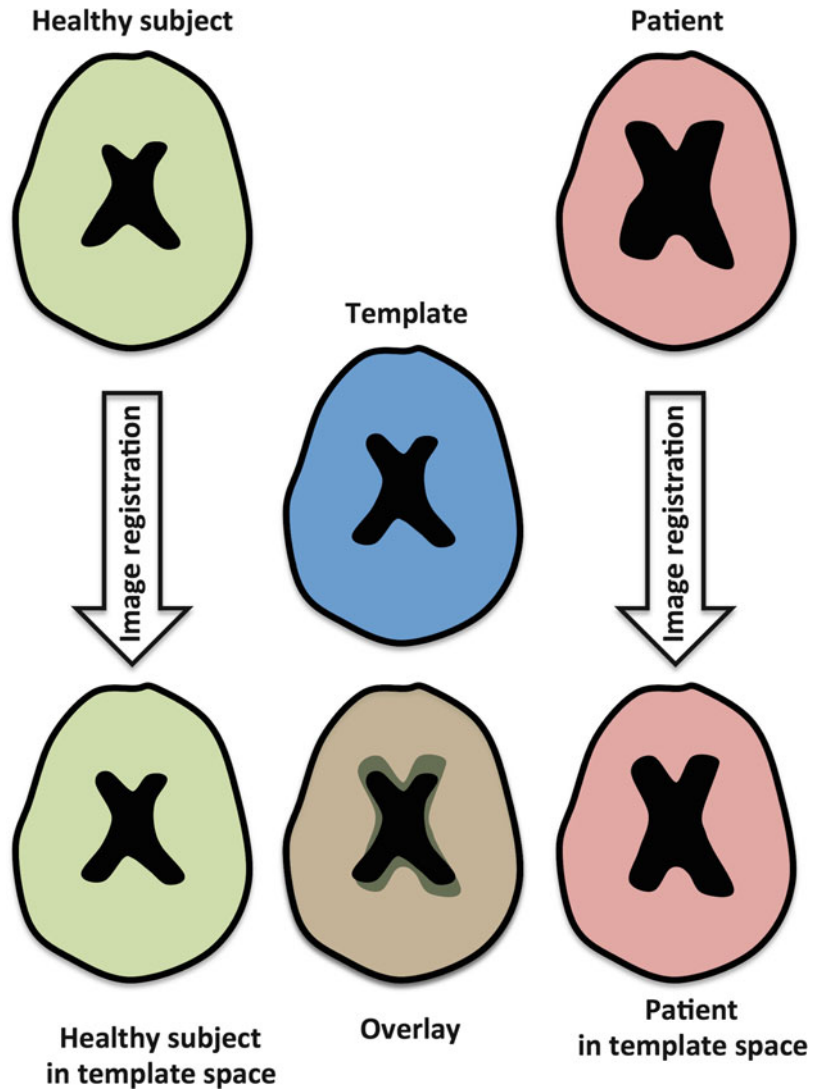 Healthy subject
Patient
Template
Image registration
Image registration
Healthy subject
in template space
Overlay
Patient
in template space